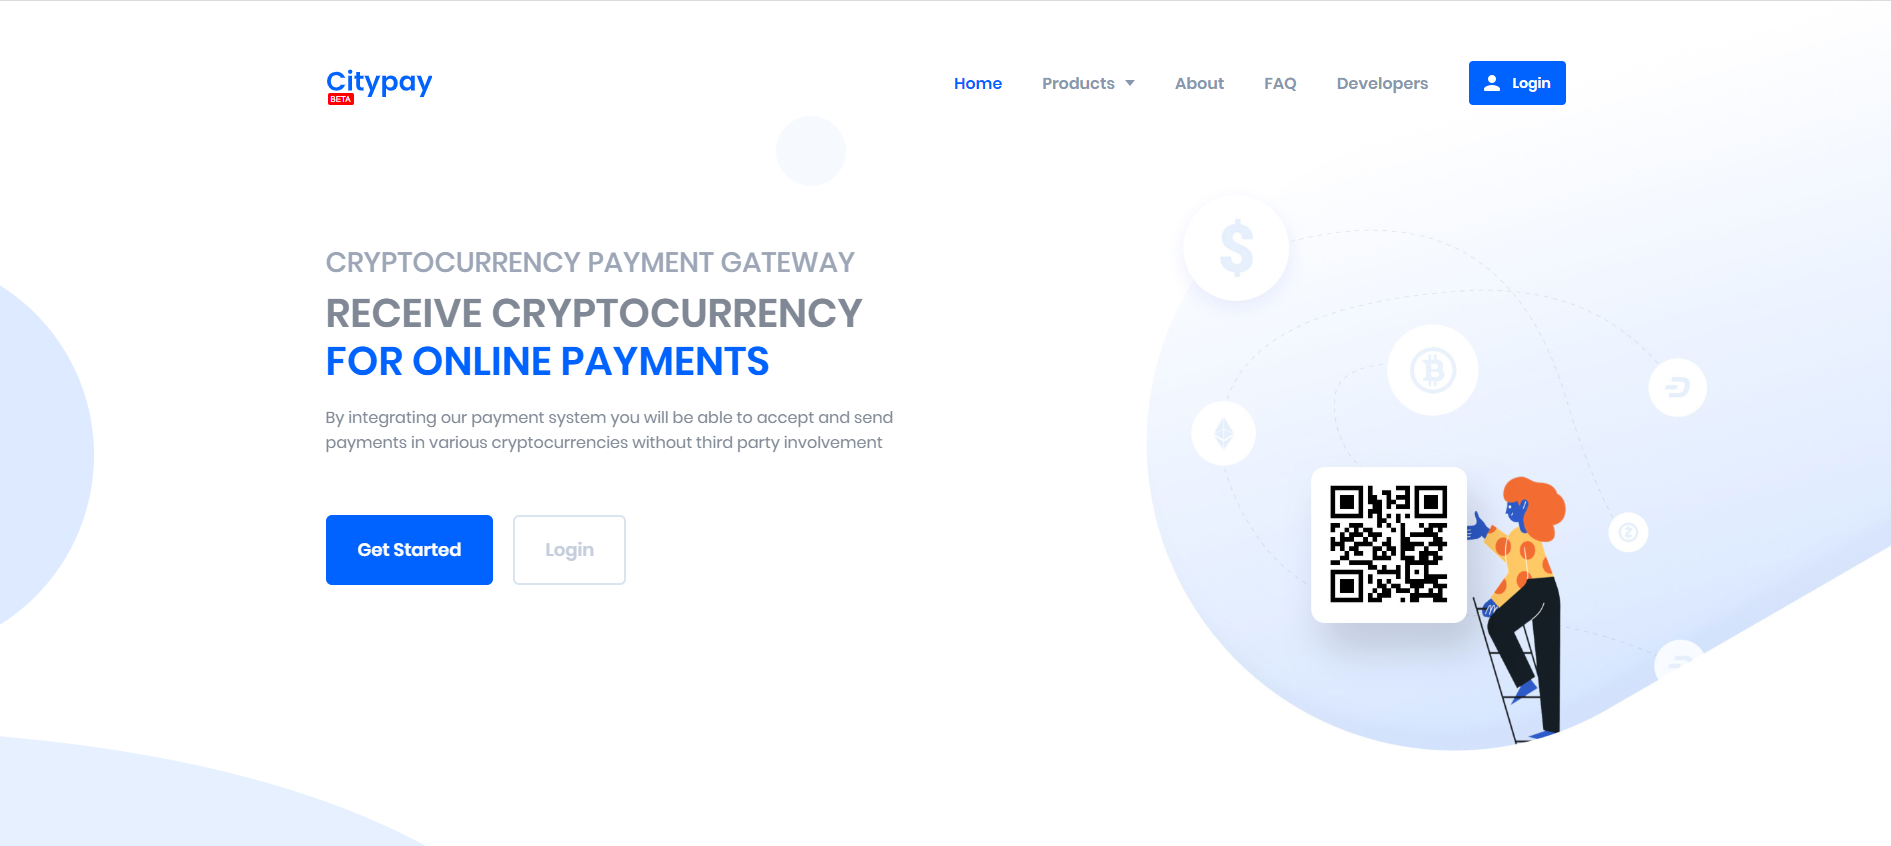 Citypay
BETA
Home Products About FAQ Developers Login
CRYPTOCURRENCY PAYMENT GATEWAY
RECEIVE CRYPTOCURRENCY
FOR ONLINE PAYMENTS
By integrating our payment system you will be able to accept and send
payments in various cryptocurrencies without third party involvement
Get Started Login